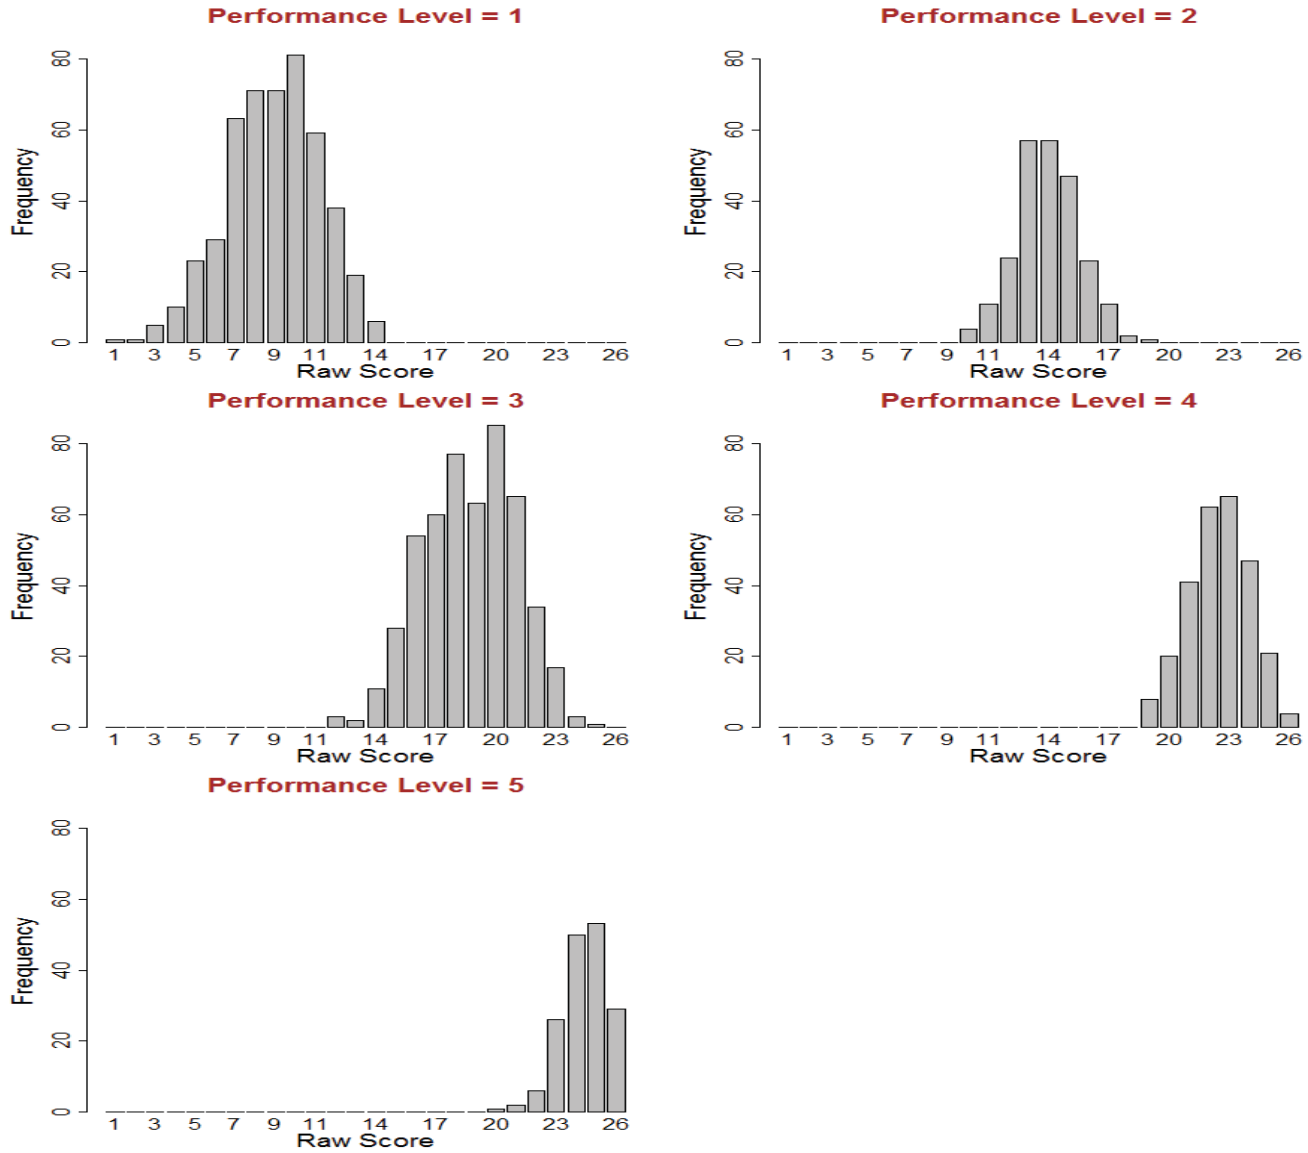 Performance Level = 1
80
60
40
20
0
Frequency
1 3 5 7 9 11 14 17 20 23 26
Raw Score
Performance Level = 2
80
60
40
20
0
Frequency
1 3 5 7 9 11 14 17 20 23 26
Raw Score
Performance Level = 3
80
60
40
20
0
Frequency
1 3 5 7 9 11 14 17 20 23 26
Raw Score
Performance Level = 4
80
60
40
20
0
Frequency
1 3 5 7 9 11 14 17 20 23 26
Raw Score
Performance Level = 5
80
60
40
20
0
Frequency
1 3 5 7 9 11 14 17 20 23 26
Raw Score